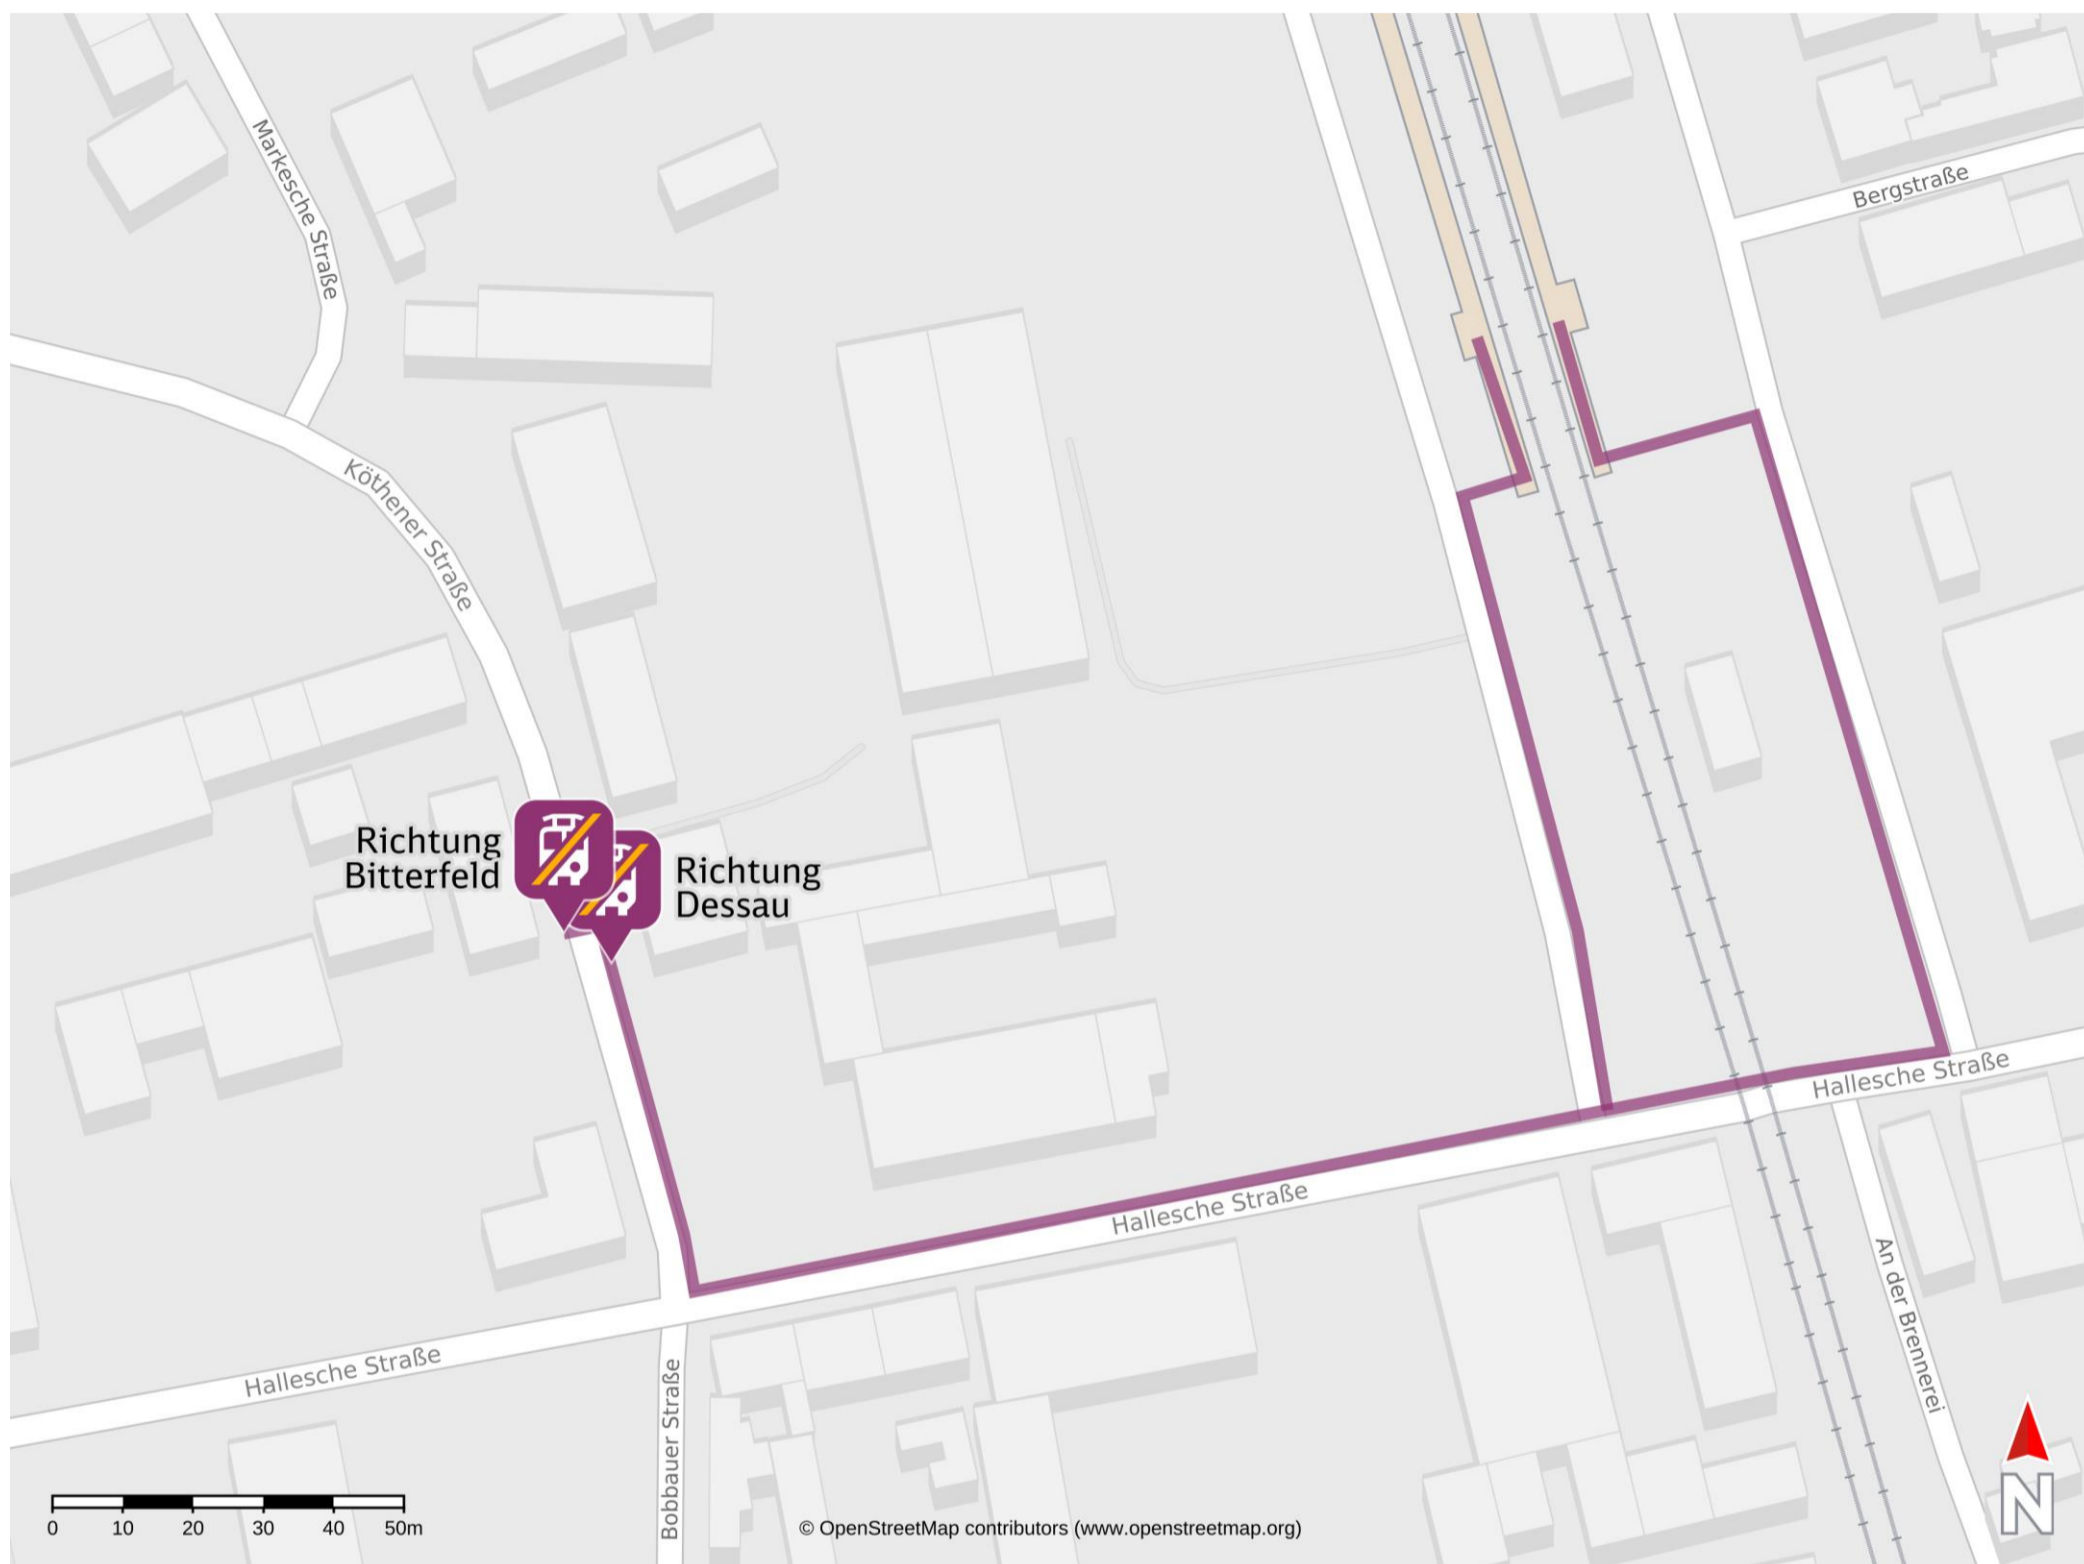 Markesche Straße
Bergstraße
Köthener Straße
Richtung
Bitterfeld
Richtung
Dessau
Hallesche Straße
Hallesche Straße
An der Brennerei
Hallesche Straße
Bobbauer Straße
0 10 20 30 40 50m
© OpenStreetMap contributors (www.openstreetmap.org)
N